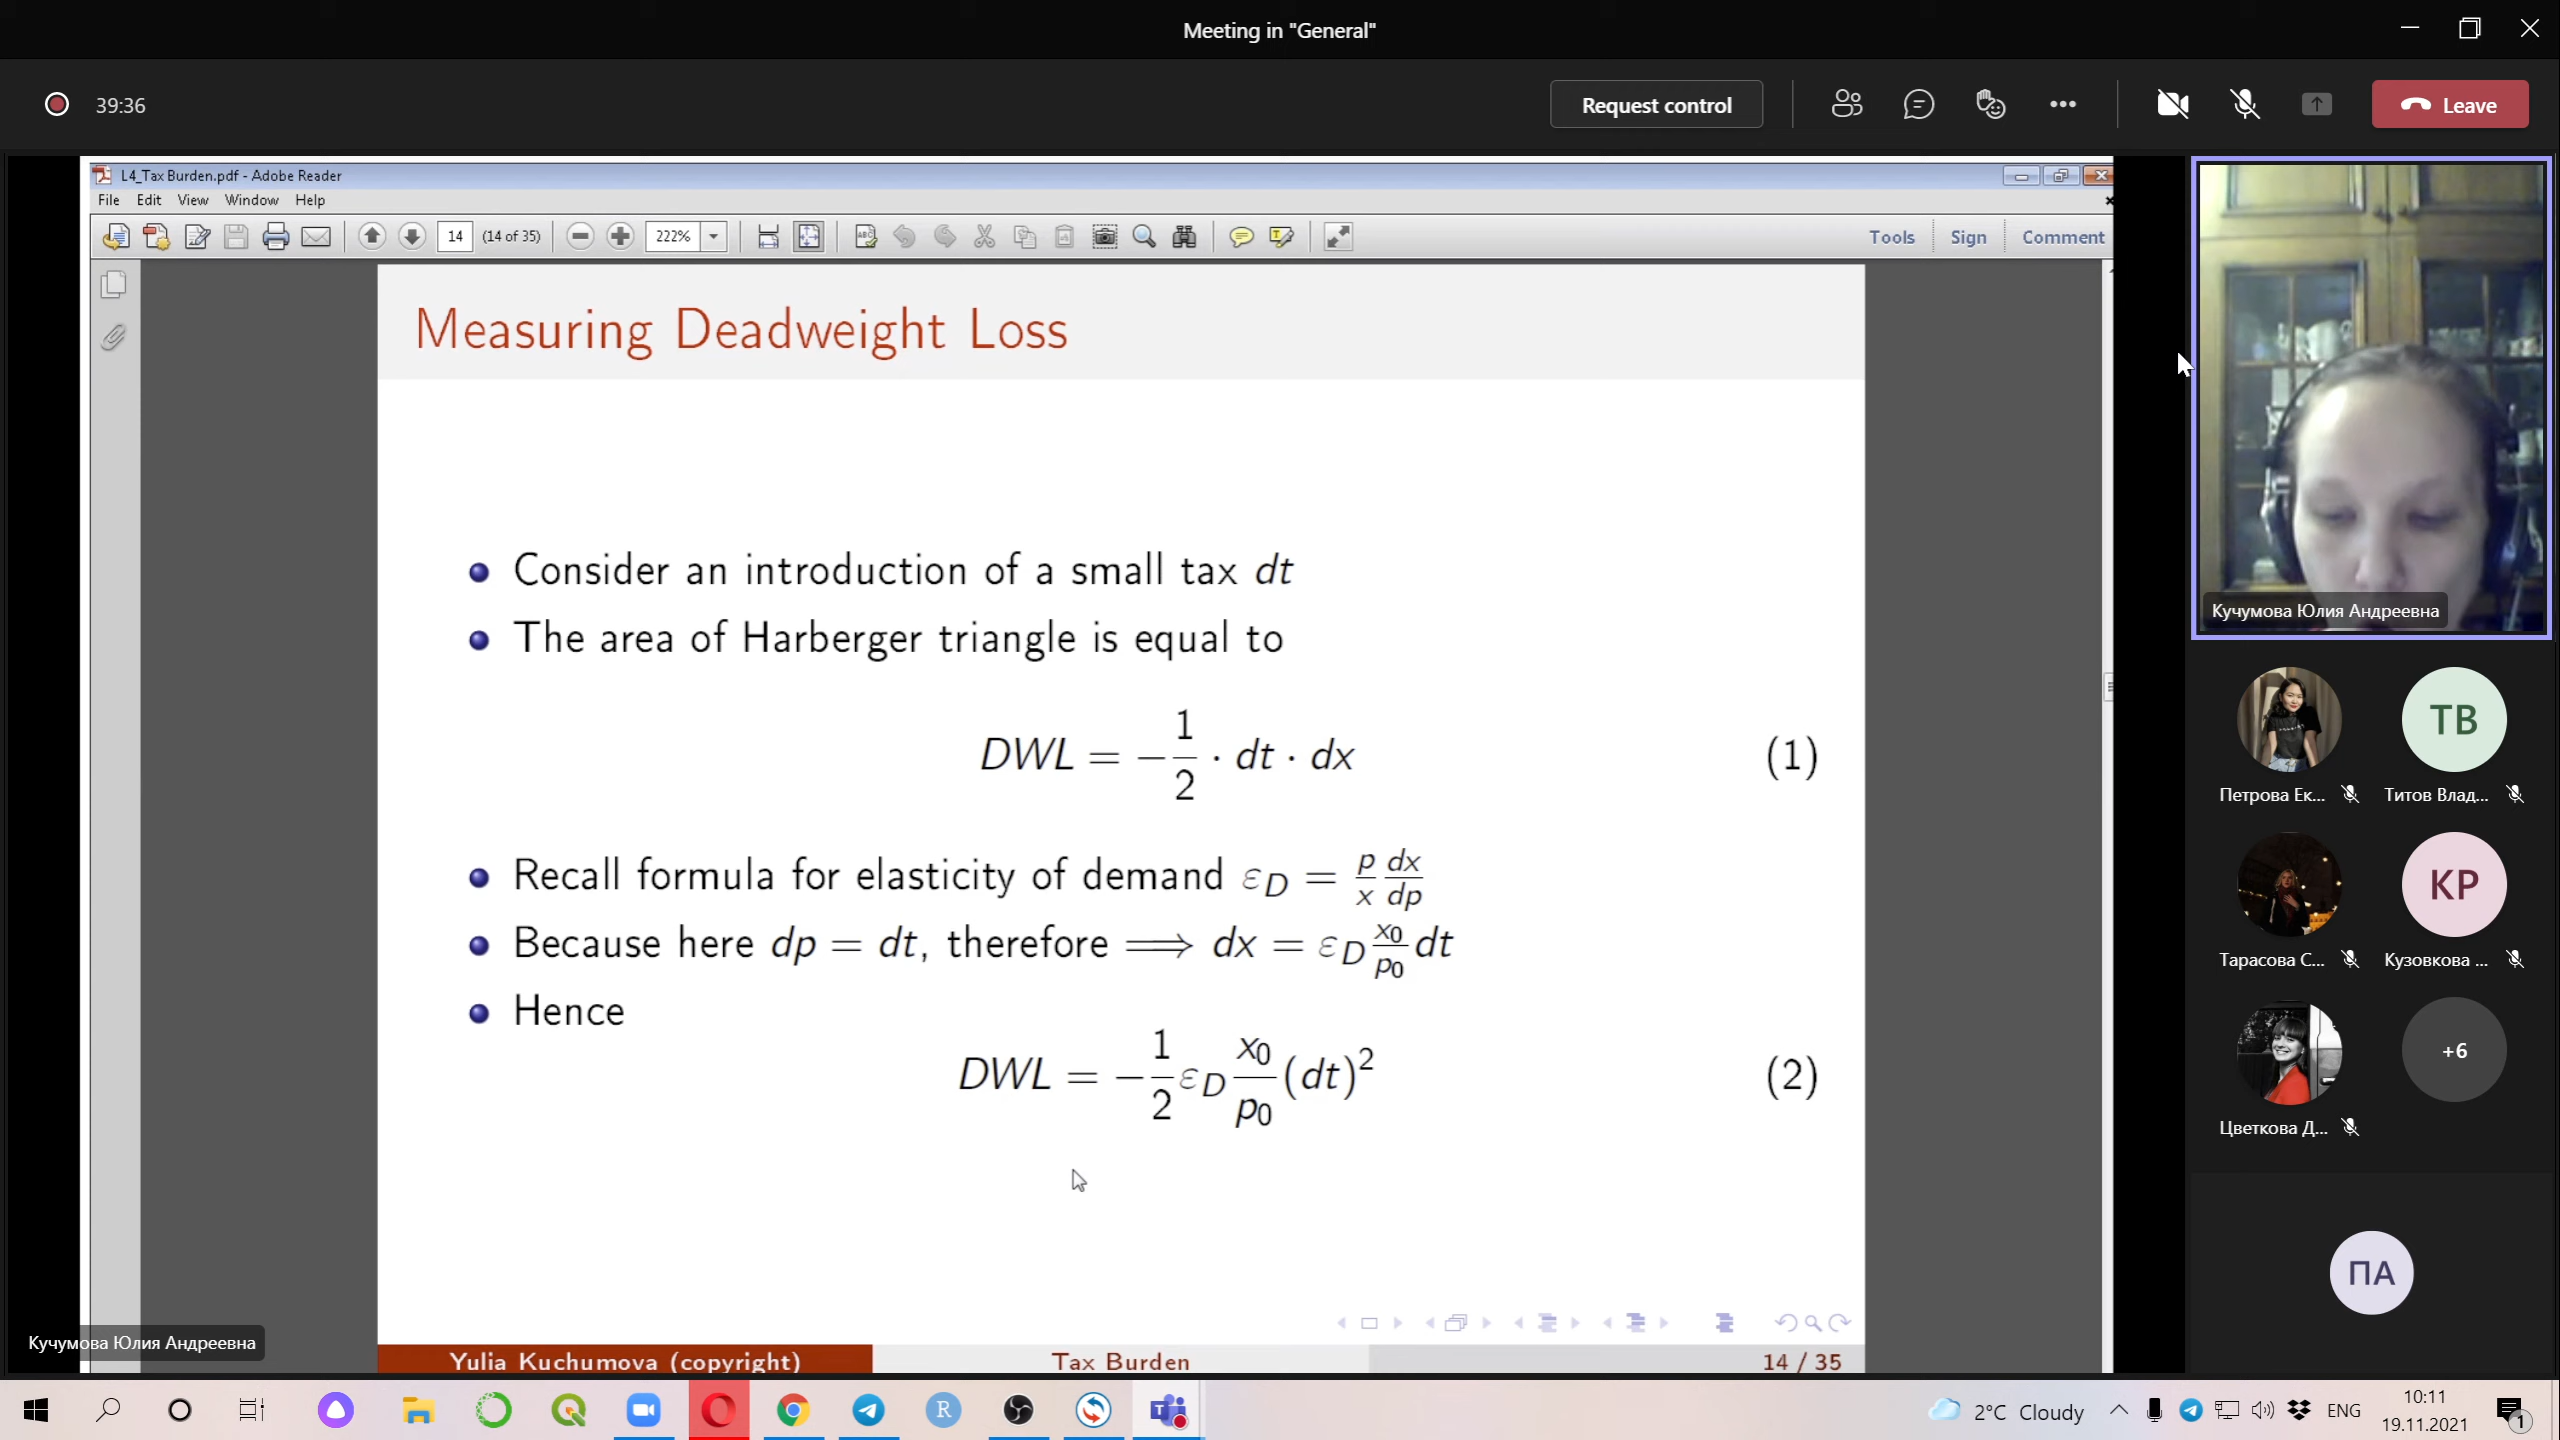 Meeting in "General"
39:36
Request control
Leave
L4_Tax Burden.pdf - Adobe Reader
File Edit View Window Help
14 (14 of 35) 222% Tools Sign Comment
Measuring Deadweight Loss
Consider an introduction of a small tax dt
The area of Harberger triangle is equal to
DWL = −1/2 · dt · dx (1)
Recall formula for elasticity of demand εD = p/x dx/dp
Because here dp = dt, therefore ⟹ dx = εD x0/p0 dt
Hence
DWL = −1/2 εD x0/p0 (dt)² (2)
Yulia Kuchumova (copyright) Tax Burden 14 / 35
Кучумова Юлия Андреевна
Кучумова Юлия Андреевна
ТВ
Петрова Ек... Титов Влад...
КР
Тарасова С... Кузовкова ...
+6
Цветкова Д...
ПА
2°C Cloudy ENG 10:11
19.11.2021
1